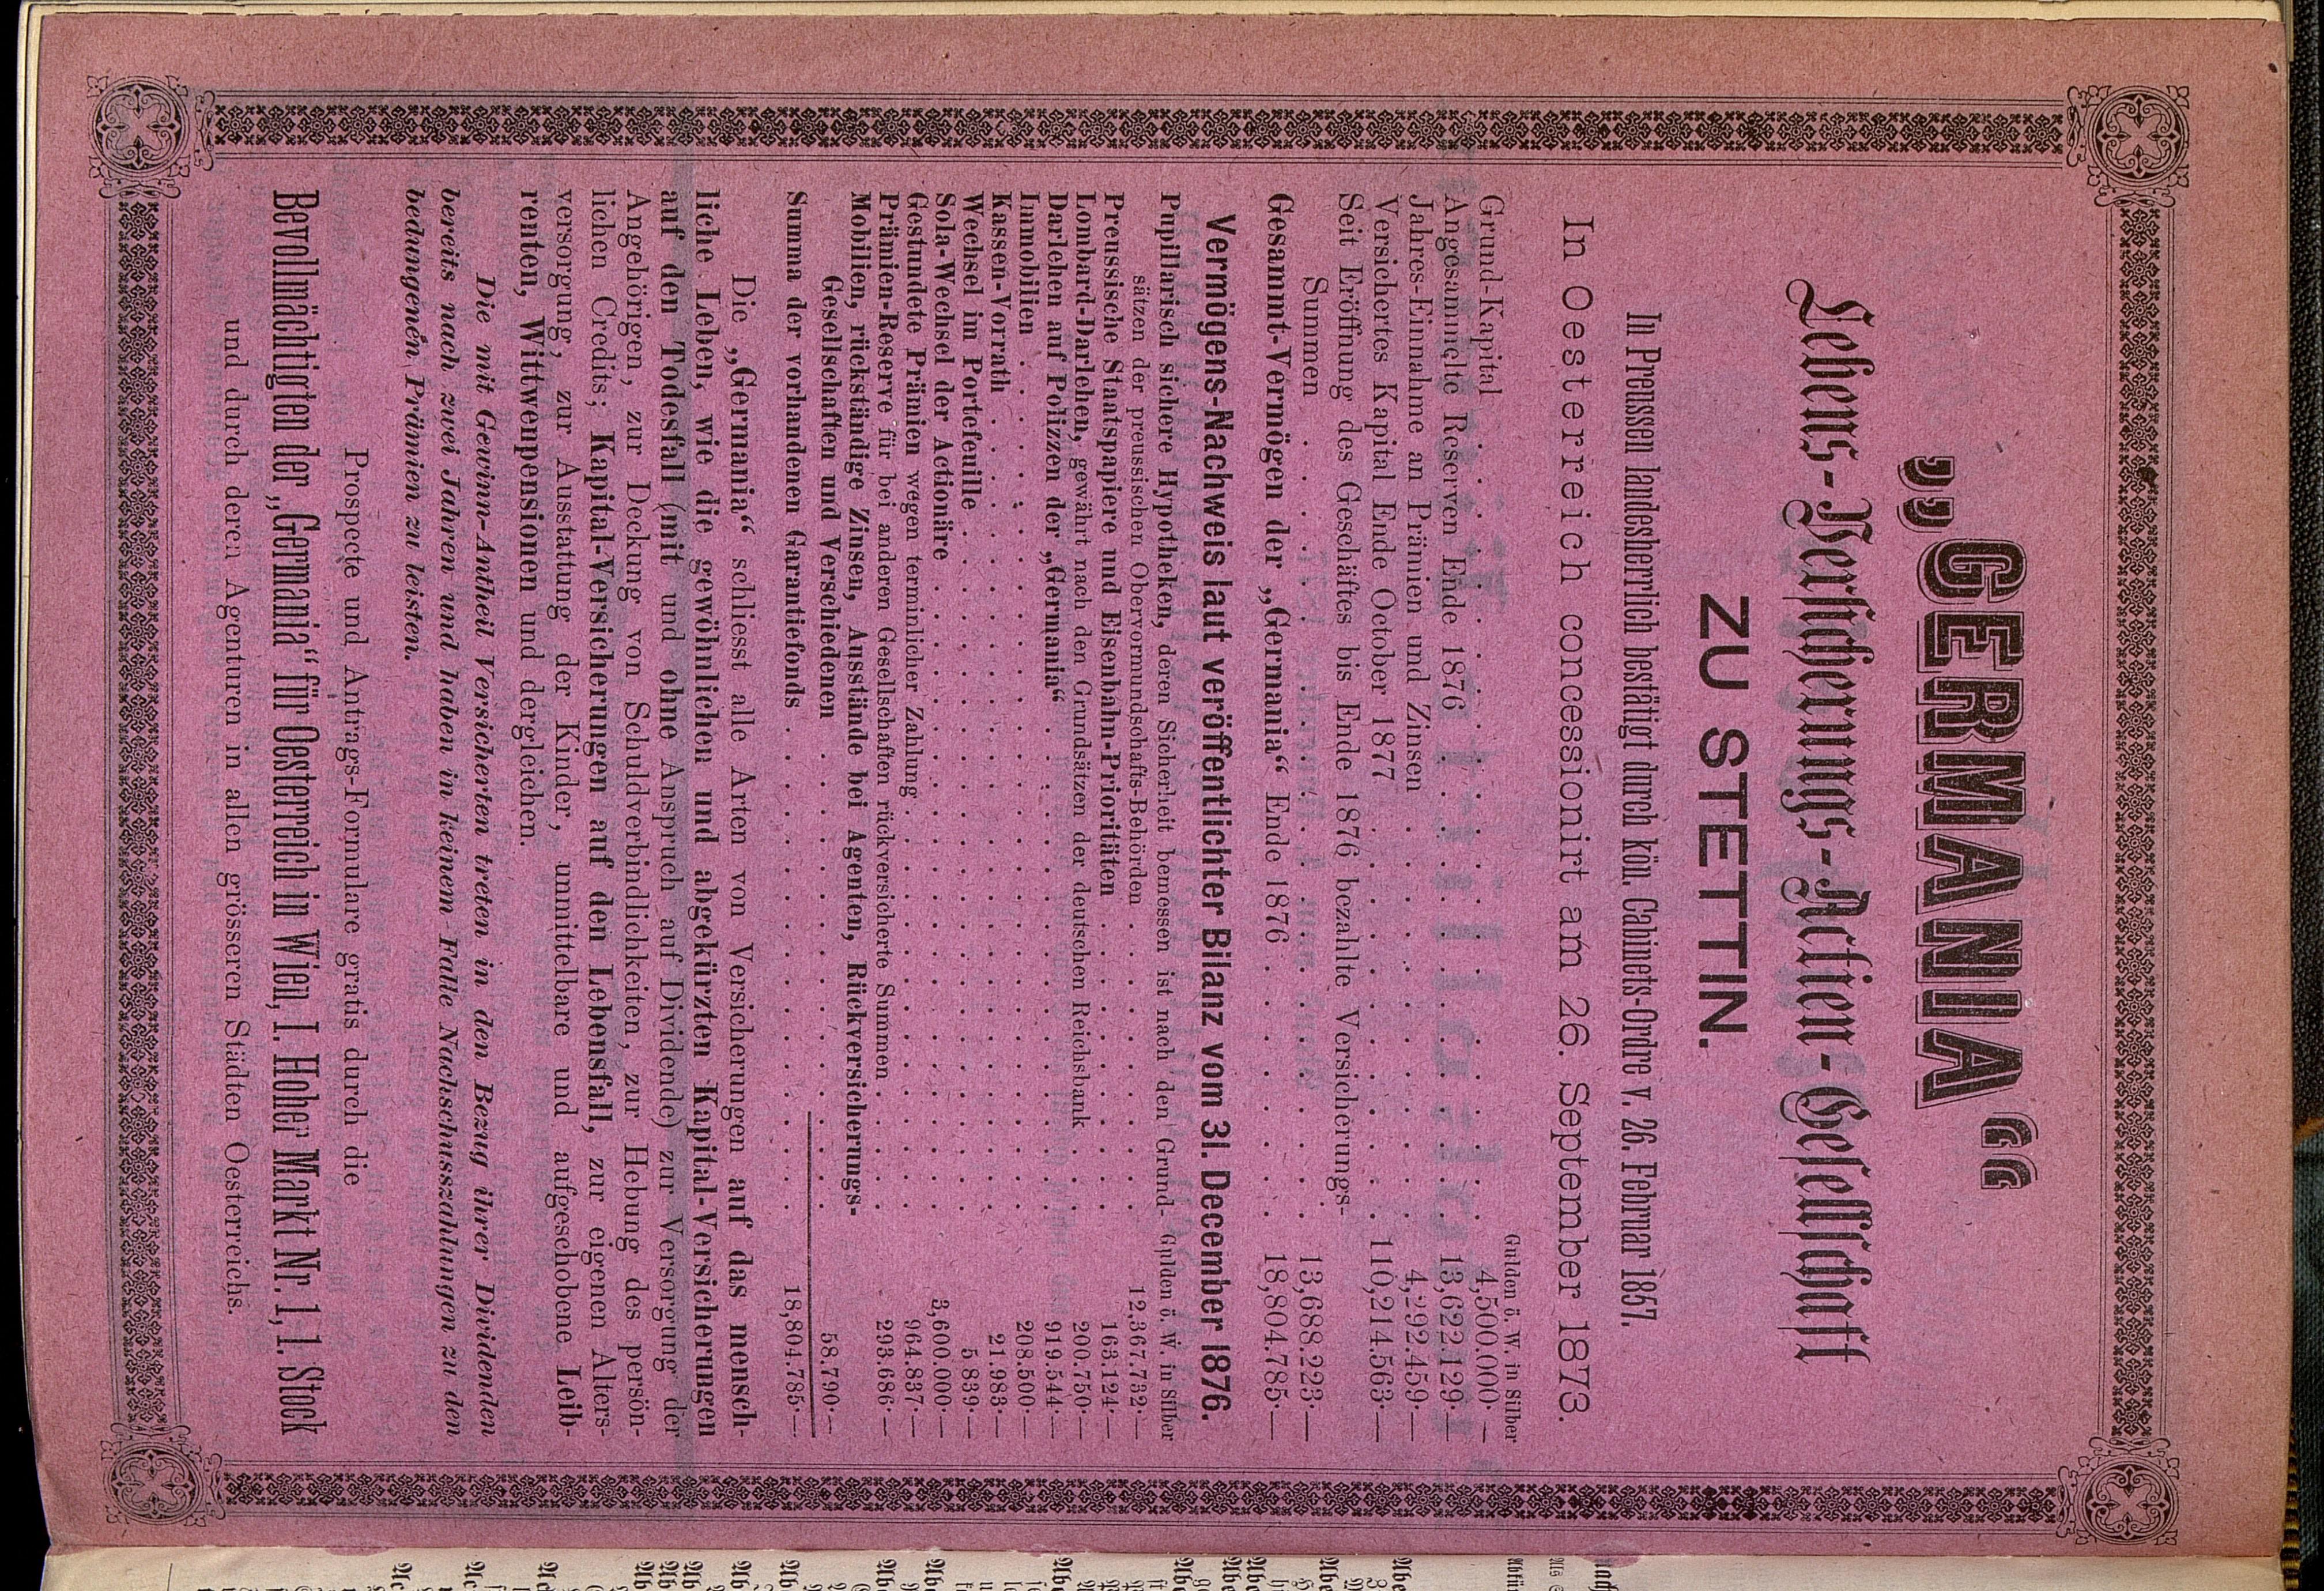 „GERMANIA“
Lebens-Versicherungs-Actien-Gesellschaft
ZU STETTIN.
In Preussen landesherrlich bestätigt durch kön. Cabinets-Ordre v. 26. Februar 1857.
In Oesterreich concessionirt am 26. September 1873.
Gulden ö. W. in Silber
Grund-Kapital . . . . . . . . . . 4,500.000·—
Angesammelte Reserven Ende 1876 . . . . . . 13,622.129·—
Jahres-Einnahme an Prämien und Zinsen . . . . . . 4,292.459·—
Versichertes Kapital Ende October 1877 . . . . . . 110,214.563·—
Seit Eröffnung des Geschäftes bis Ende 1876 bezahlte Versicherungs-
Summen . . . . . . . . . . 13,688.223·—
Gesammt-Vermögen der „Germania“ Ende 1876 . . . . . 18,804.785·—
Vermögens-Nachweis laut veröffentlichter Bilanz vom 31. December 1876.
Pupillarisch sichere Hypotheken, deren Sicherheit bemessen ist nach den Grund- Gulden ö. W. in Silber
sätzen der preussischen Obervormundschafts-Behörden . . . . . 12,367.732·—
Preussische Staatspapiere und Eisenbahn-Prioritäten . . . . . 163.124·—
Lombard-Darlehen, gewährt nach den Grundsätzen der deutschen Reichsbank . . . 200.750·—
Darlehen auf Polizzen der „Germania“ . . . . . . 919.544·—
Immobilien . . . . . . . . . . 208.500·—
Kassen-Vorrath . . . . . . . . . . 21.983·—
Wechsel im Portefeuille . . . . . . . . 5.839·—
Sola-Wechsel der Actionäre . . . . . . . . 3,600.000·—
Gestundete Prämien wegen terminlicher Zahlung . . . . . . 964.837·—
Prämien-Reserve für bei anderen Gesellschaften rückversicherte Summen . . . 293.686·—
Mobilien, rückständige Zinsen, Ausstände bei Agenten, Rückversicherungs-
Gesellschaften und Verschiedenen . . . . . . 58.790·—
Summa der vorhandenen Garantiefonds . . . . . . 18,804.785·—
Die „Germania“ schliesst alle Arten von Versicherungen auf das mensch-
liche Leben, wie die gewöhnlichen und abgekürzten Kapital-Versicherungen
auf den Todesfall (mit und ohne Anspruch auf Dividende) zur Versorgung der
Angehörigen, zur Deckung von Schuldverbindlichkeiten, zur Hebung des persön-
lichen Credits; Kapital-Versicherungen auf den Lebensfall, zur eigenen Alters-
versorgung, zur Ausstattung der Kinder, unmittelbare und aufgeschobene Leib-
renten, Wittwenpensionen und dergleichen.
Die mit Gewinn-Antheil Versicherten treten in den Bezug ihrer Dividenden
bereits nach zwei Jahren und haben in keinem Falle Nachschusszahlungen zu den
bedungenen Prämien zu leisten.
Prospecte und Antrags-Formulare gratis durch die
Bevollmächtigten der „Germania“ für Oesterreich in Wien, I. Hoher Markt Nr. 1, 1. Stock
und durch deren Agenturen in allen grösseren Städten Oesterreichs.